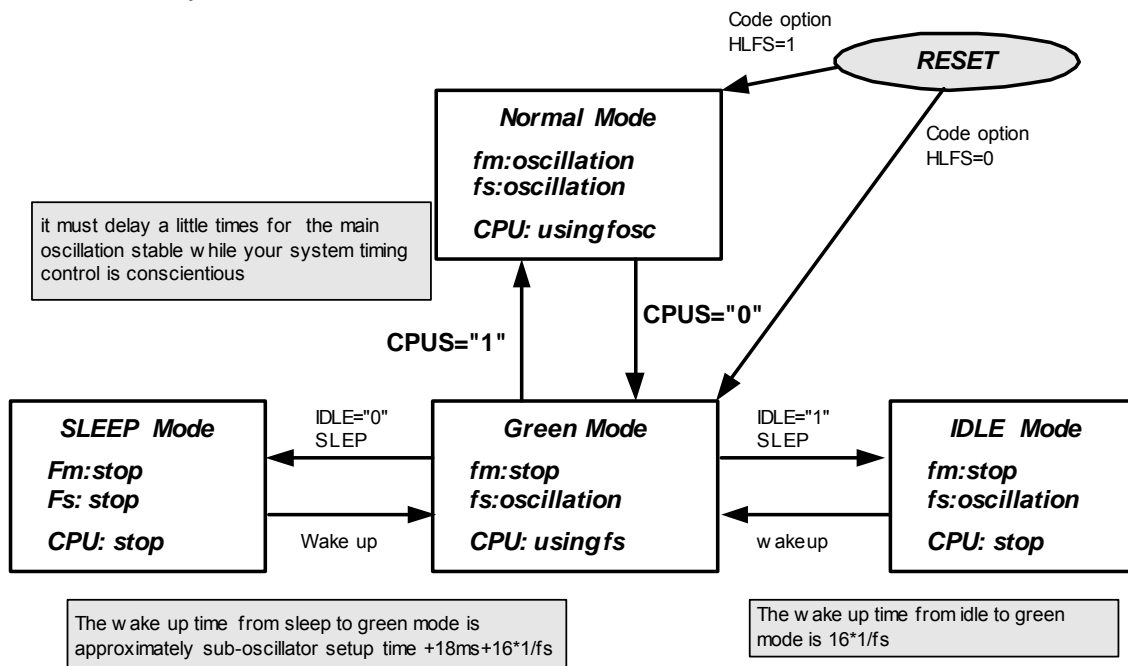 Code option
HLFS=1
RESET
Normal Mode
fm:oscillation
fs:oscillation
CPU: using fosc
Code option
HLFS=0
it must delay a little times for the main
oscillation stable while your system timing
control is conscientious
CPUS="1"
CPUS="0"
SLEEP Mode
Fm:stop
Fs: stop
CPU: stop
IDLE="0"
SLEP
Wake up
Green Mode
fm:stop
fs:oscillation
CPU: using fs
IDLE="1"
SLEP
wakeup
IDLE Mode
fm:stop
fs:oscillation
CPU: stop
The wake up time from sleep to green mode is
approximately sub-oscillator setup time +18ms+16*1/fs
The wake up time from idle to green
mode is 16*1/fs